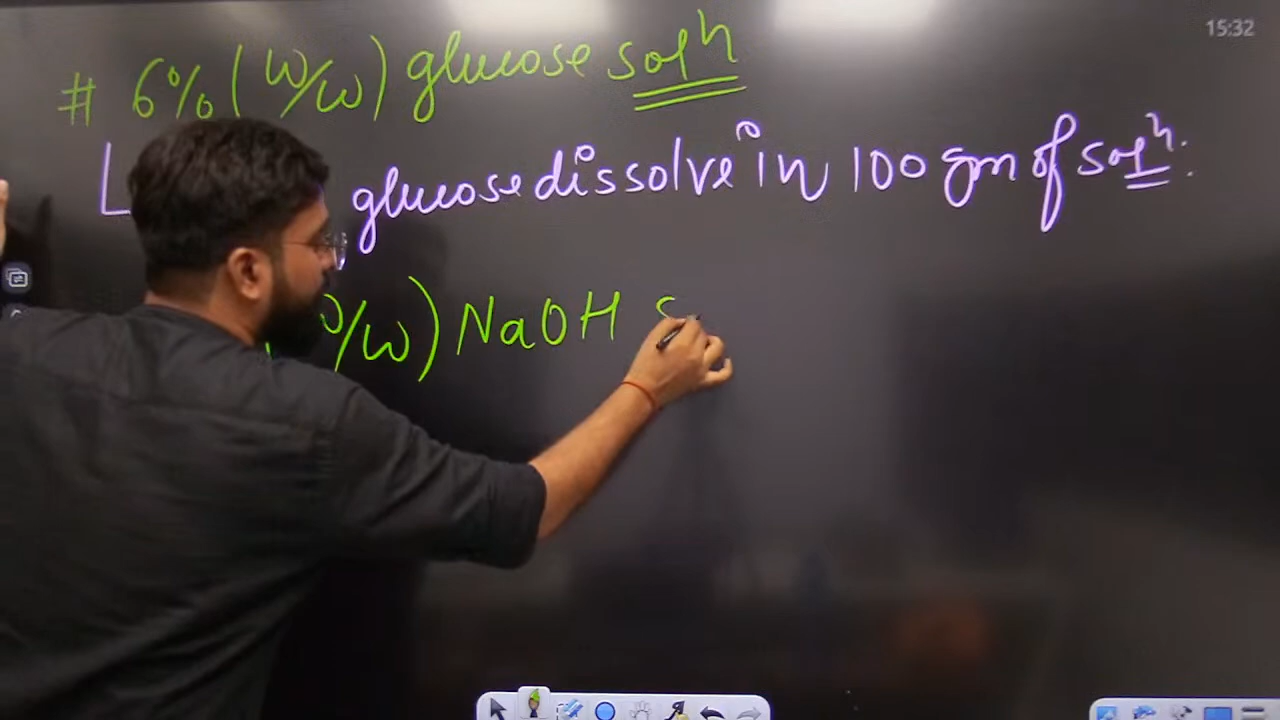 15:32
# 6% (W/W) glucose solⁿ
glucose dissolve in 100 gm of solⁿ.
/W) NaOH S